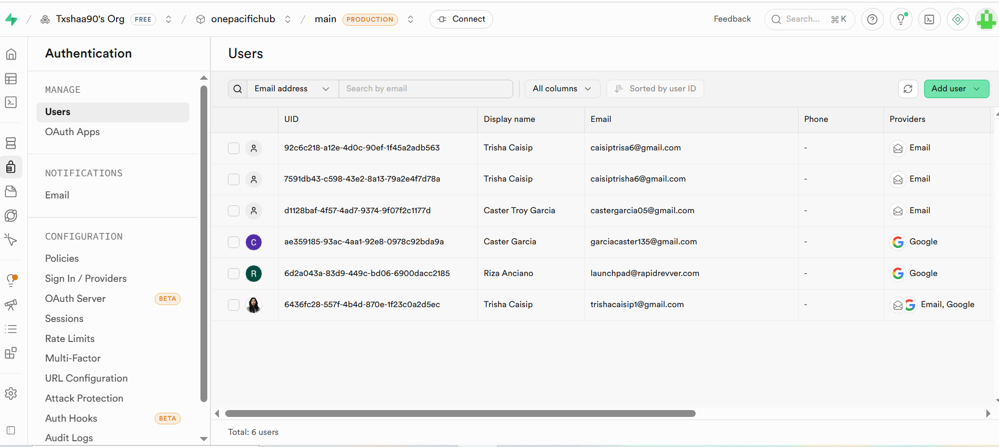 Txshaa90's Org FREE onepacifichub main PRODUCTION Connect Feedback Search... ⌘ K
Authentication
Users
MANAGE
Users
OAuth Apps
NOTIFICATIONS
Email
CONFIGURATION
Policies
Sign In / Providers
OAuth Server BETA
Sessions
Rate Limits
Multi-Factor
URL Configuration
Attack Protection
Auth Hooks BETA
Audit Logs
Email address Search by email All columns Sorted by user ID Add user
UID Display name Email Phone Providers
92c6c218-a12e-4d0c-90ef-1f45a2adb563 Trisha Caisip caisiptrisa6@gmail.com - Email
7591db43-c598-43e2-8a13-79a2e4f7d78a Trisha Caisip caisiptrisha6@gmail.com - Email
d1128baf-4f57-4ad7-9374-9f07f2c1177d Caster Troy Garcia castergarcia05@gmail.com - Email
C ae359185-93ac-4aa1-92e8-0978c92bda9a Caster Garcia garciacaster135@gmail.com - Google
R 6d2a043a-83d9-449c-bd06-6900dacc2185 Riza Anciano launchpad@rapidrevver.com - Google
6436fc28-557f-4b4d-870e-1f23c0a2d5ec Trisha Caisip trishacaisip1@gmail.com - Email, Google
Total: 6 users